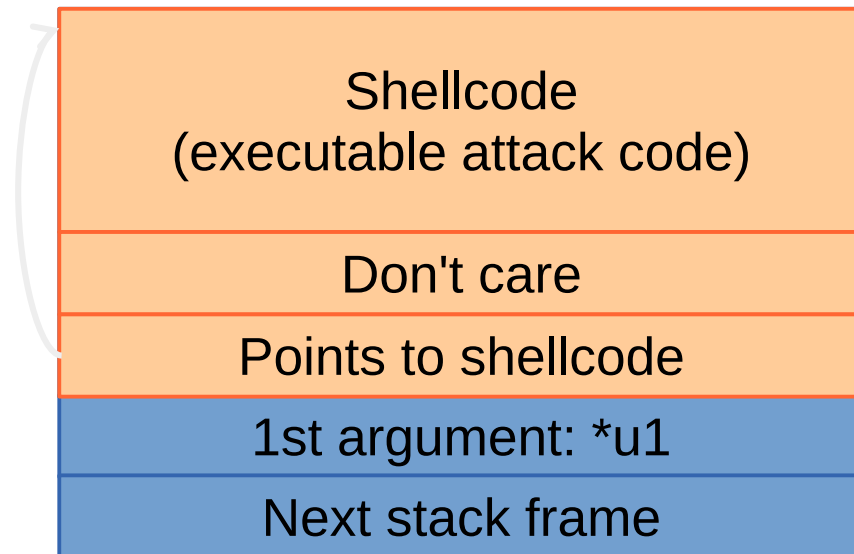 Shellcode
(executable attack code)
Don't care
Points to shellcode
1st argument: *u1
Next stack frame